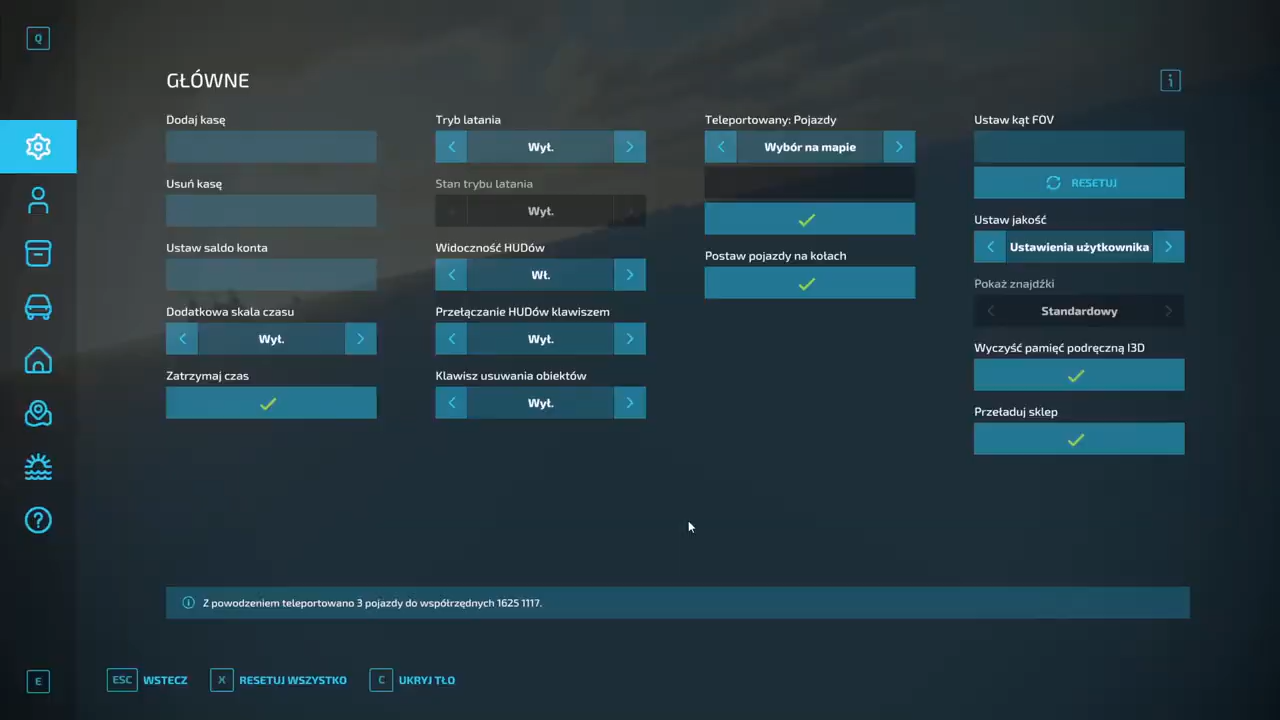 Q
GŁÓWNE
i
Dodaj kasę
Usuń kasę
Ustaw saldo konta
Dodatkowa skala czasu
Wył.
Zatrzymaj czas
Tryb latania
Wył.
Stan trybu latania
Wył.
Widoczność HUDów
Wł.
Przełączanie HUDów klawiszem
Wył.
Klawisz usuwania obiektów
Wył.
Teleportowany: Pojazdy
Wybór na mapie
Postaw pojazdy na kołach
Ustaw kąt FOV
RESETUJ
Ustaw jakość
Ustawienia użytkownika
Pokaż znajdźki
Standardowy
Wyczyść pamięć podręczną I3D
Przeładuj sklep
Z powodzeniem teleportowano 3 pojazdy do współrzędnych 1625 1117.
E
ESC WSTECZ X RESETUJ WSZYSTKO C UKRYJ TŁO